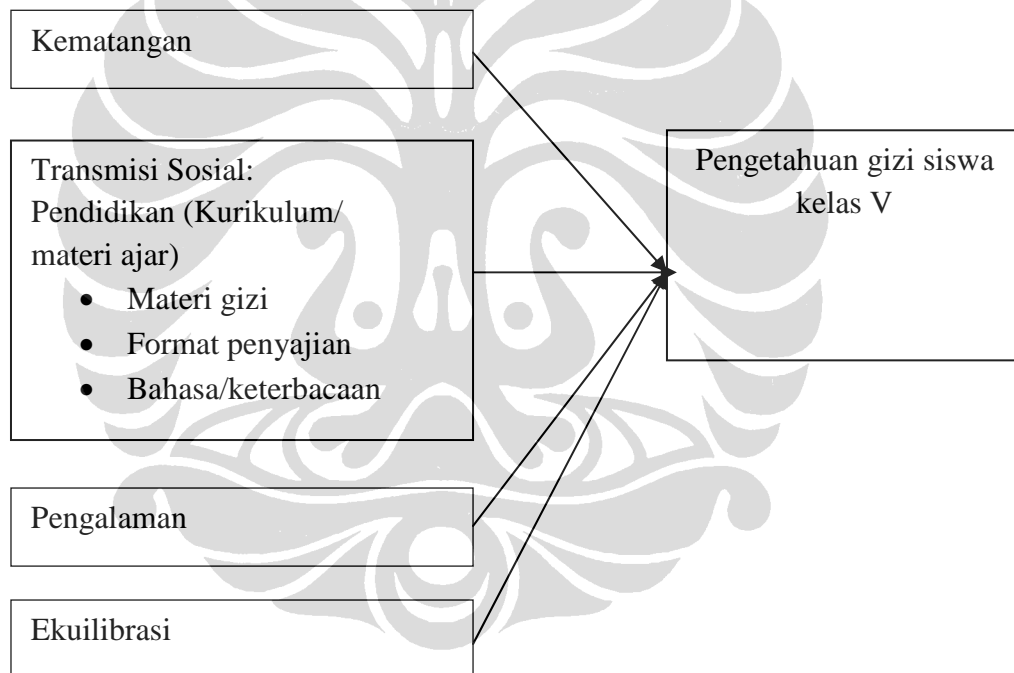 Kematangan
Transmisi Sosial:
Pendidikan (Kurikulum/
materi ajar)
• Materi gizi
• Format penyajian
• Bahasa/keterbacaan
Pengetahuan gizi siswa
kelas V
Pengalaman
Ekuilibrasi